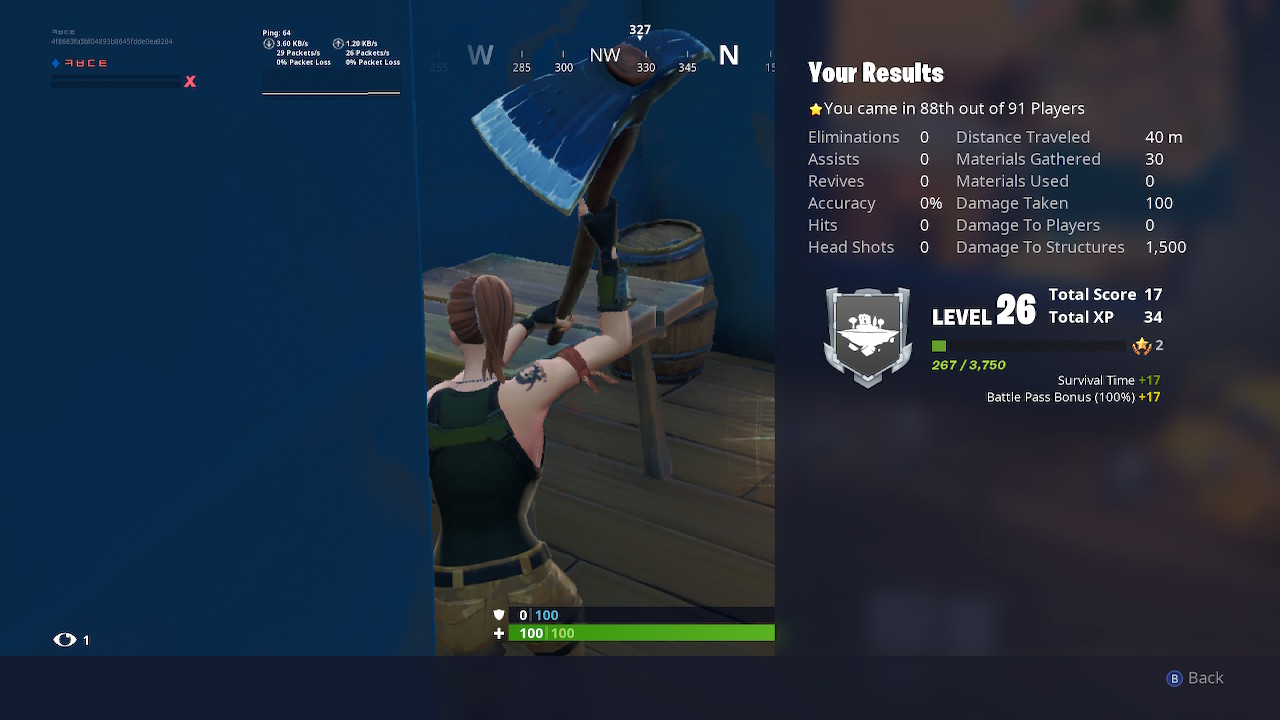 ㅋㅂㄷㅌ
Ping: 64
3.60 KB/s 1.20 KB/s
29 Packets/s 26 Packets/s
0% Packet Loss 0% Packet Loss
ㅋㅂㄷㅌ
X
327
255 W 285 300 NW 330 345 N 15
Your Results
You came in 88th out of 91 Players
Eliminations 0 Distance Traveled 40 m
Assists 0 Materials Gathered 30
Revives 0 Materials Used 0
Accuracy 0% Damage Taken 100
Hits 0 Damage To Players 0
Head Shots 0 Damage To Structures 1,500
LEVEL 26
Total Score 17
Total XP 34
2
267 / 3,750
Survival Time +17
Battle Pass Bonus (100%) +17
0 | 100
100 | 100
1
B Back